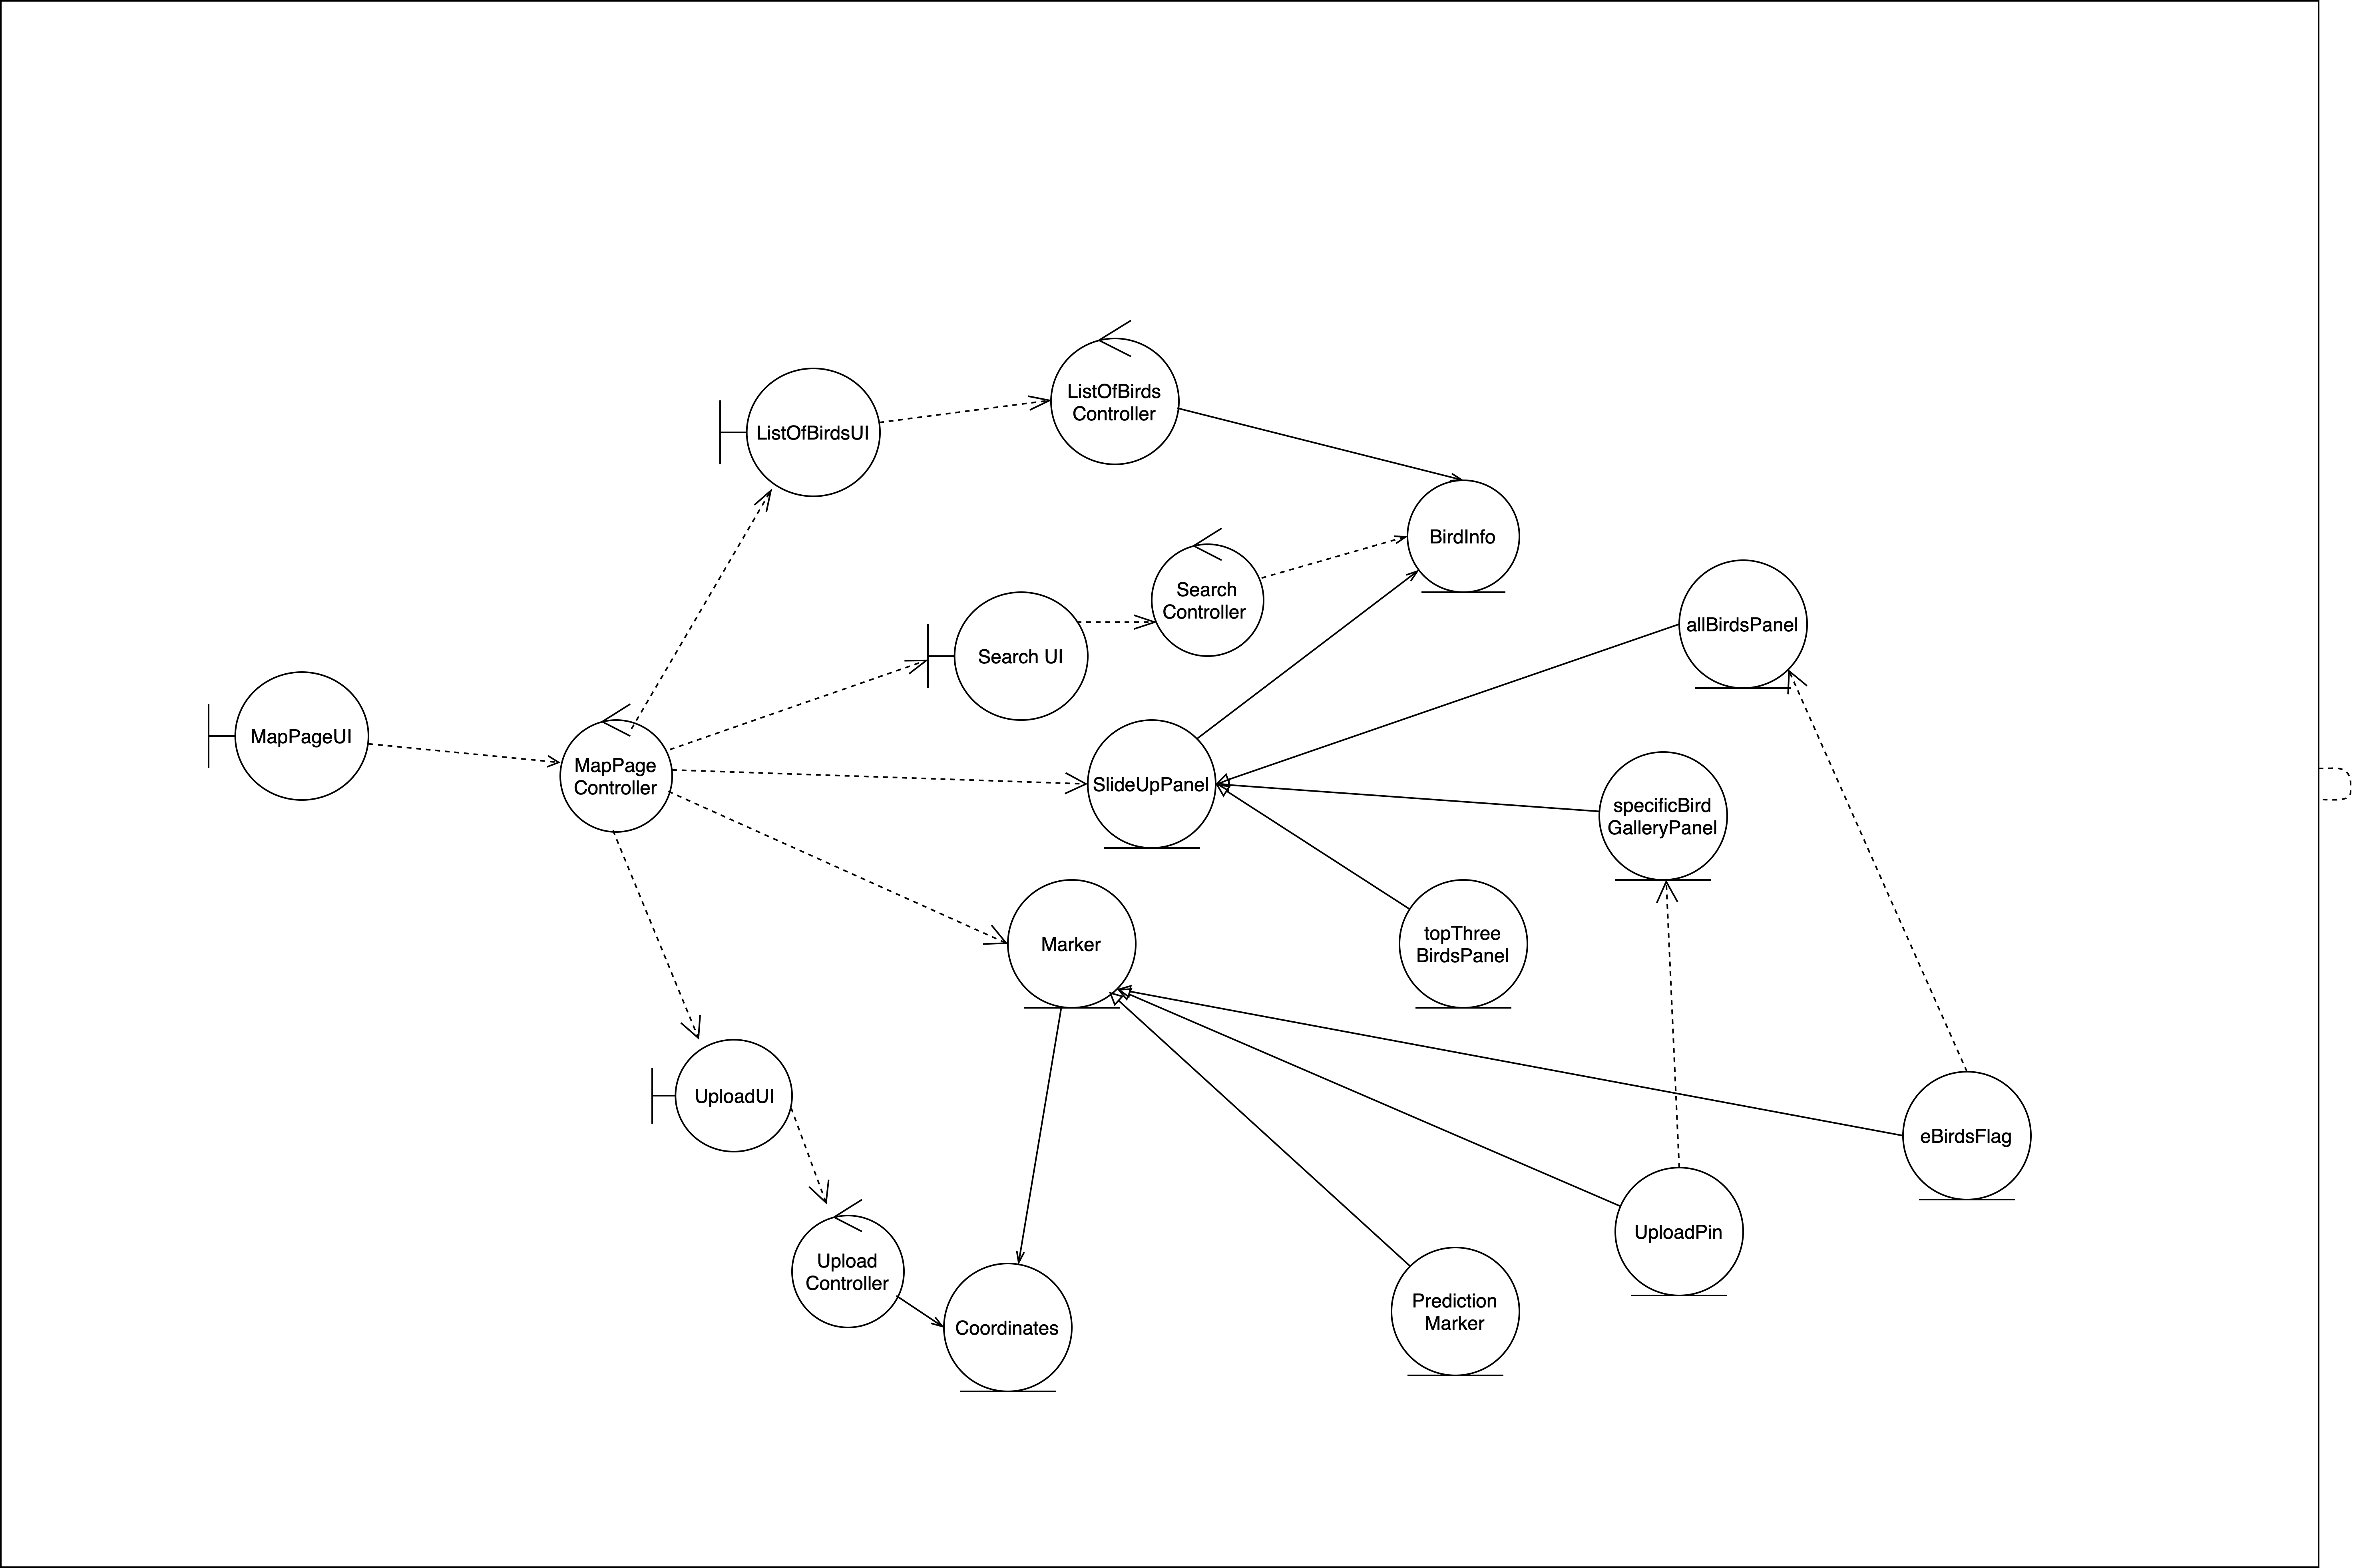 ListOfBirds
Controller
ListOfBirdsUI
BirdInfo
Search
Controller
allBirdsPanel
Search UI
MapPageUI
MapPage
Controller
SlideUpPanel
specificBird
GalleryPanel
topThree
BirdsPanel
Marker
UploadUI
eBirdsFlag
UploadPin
Upload
Controller
Prediction
Marker
Coordinates